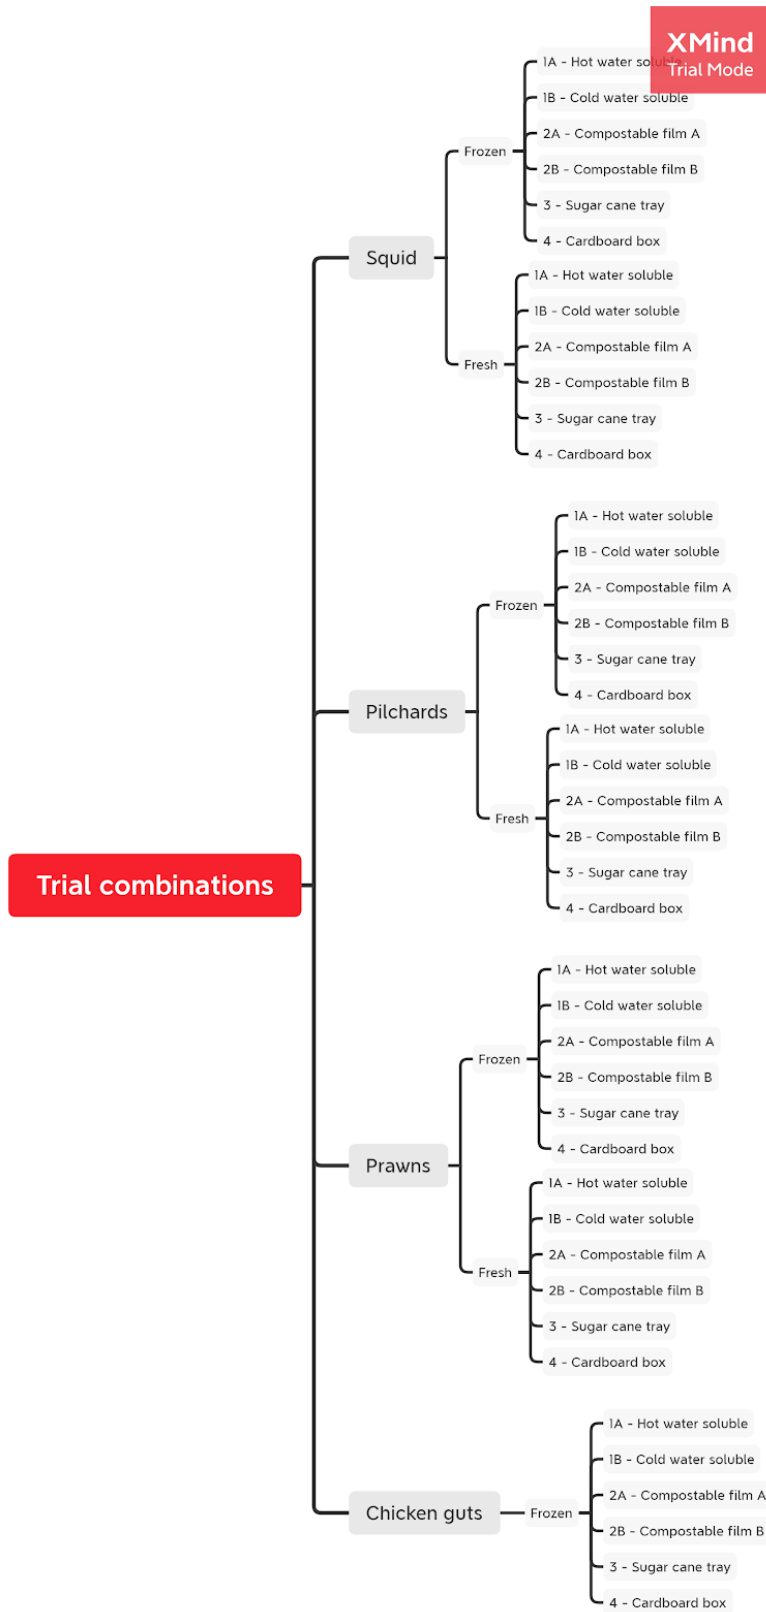 XMind
Trial Mode
Trial combinations
Squid
Frozen
1A - Hot water soluble
1B - Cold water soluble
2A - Compostable film A
2B - Compostable film B
3 - Sugar cane tray
4 - Cardboard box
Fresh
1A - Hot water soluble
1B - Cold water soluble
2A - Compostable film A
2B - Compostable film B
3 - Sugar cane tray
4 - Cardboard box
Pilchards
Frozen
1A - Hot water soluble
1B - Cold water soluble
2A - Compostable film A
2B - Compostable film B
3 - Sugar cane tray
4 - Cardboard box
Fresh
1A - Hot water soluble
1B - Cold water soluble
2A - Compostable film A
2B - Compostable film B
3 - Sugar cane tray
4 - Cardboard box
Prawns
Frozen
1A - Hot water soluble
1B - Cold water soluble
2A - Compostable film A
2B - Compostable film B
3 - Sugar cane tray
4 - Cardboard box
Fresh
1A - Hot water soluble
1B - Cold water soluble
2A - Compostable film A
2B - Compostable film B
3 - Sugar cane tray
4 - Cardboard box
Chicken guts
Frozen
1A - Hot water soluble
1B - Cold water soluble
2A - Compostable film A
2B - Compostable film B
3 - Sugar cane tray
4 - Cardboard box